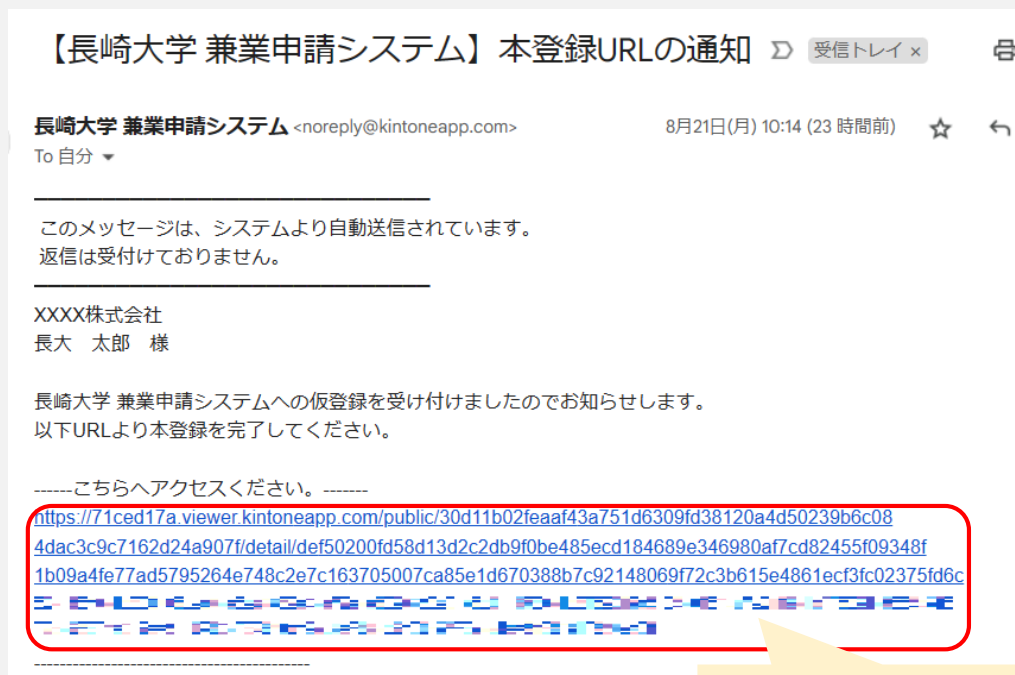 【長崎大学 兼業申請システム】本登録URLの通知 受信トレイ ×
長崎大学 兼業申請システム <noreply@kintoneapp.com> 8月21日(月) 10:14 (23 時間前)
To 自分
このメッセージは、システムより自動送信されています。
返信は受付けておりません。
XXXX株式会社
長大 太郎 様
長崎大学 兼業申請システムへの仮登録を受け付けましたのでお知らせします。
以下URLより本登録を完了してください。
------こちらへアクセスください。-------
https://71ced17a.viewer.kintoneapp.com/public/30d11b02feaaf43a751d6309fd38120a4d50239b6c08
4dac3c9c7162d24a907f/detail/def50200fd58d13d2c2db9f0be485ecd184689e346980af7cd82455f09348f
1b09a4fe77ad5795264e748c2e7c163705007ca85e1d670388b7c92148069f72c3b615e4861ecf3fc02375fd6c
-------------------------------------------